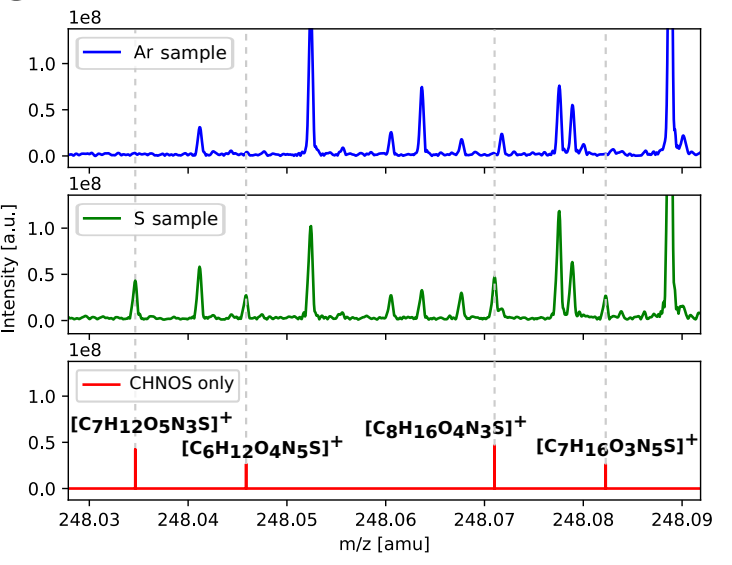 1e8
Ar sample
1.0
0.5
0.0
1e8
S sample
1.0
0.5
0.0
Intensity [a.u.]
1e8
CHNOS only
1.0
[C7H12O5N3S]+
[C8H16O4N3S]+
[C6H12O4N5S]+
[C7H16O3N5S]+
0.5
0.0
248.03 248.04 248.05 248.06 248.07 248.08 248.09
m/z [amu]